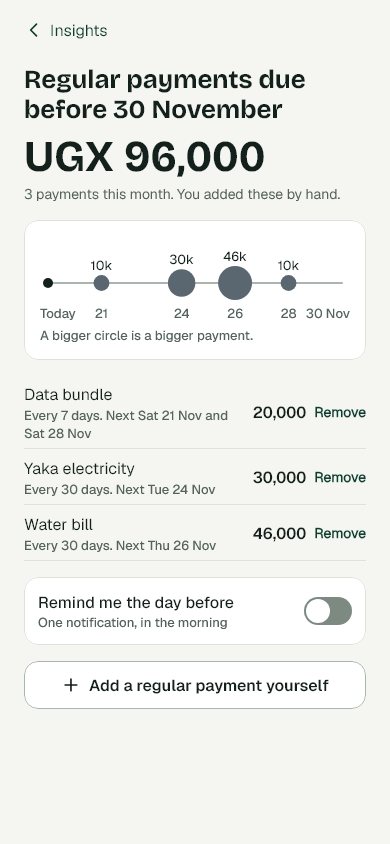 Insights
Regular payments due
before 30 November
UGX 96,000
3 payments this month. You added these by hand.
10k 30k 46k 10k
Today 21 24 26 28 30 Nov
A bigger circle is a bigger payment.
Data bundle
Every 7 days. Next Sat 21 Nov and
Sat 28 Nov
20,000 Remove
Yaka electricity
Every 30 days. Next Tue 24 Nov
30,000 Remove
Water bill
Every 30 days. Next Thu 26 Nov
46,000 Remove
Remind me the day before
One notification, in the morning
Add a regular payment yourself